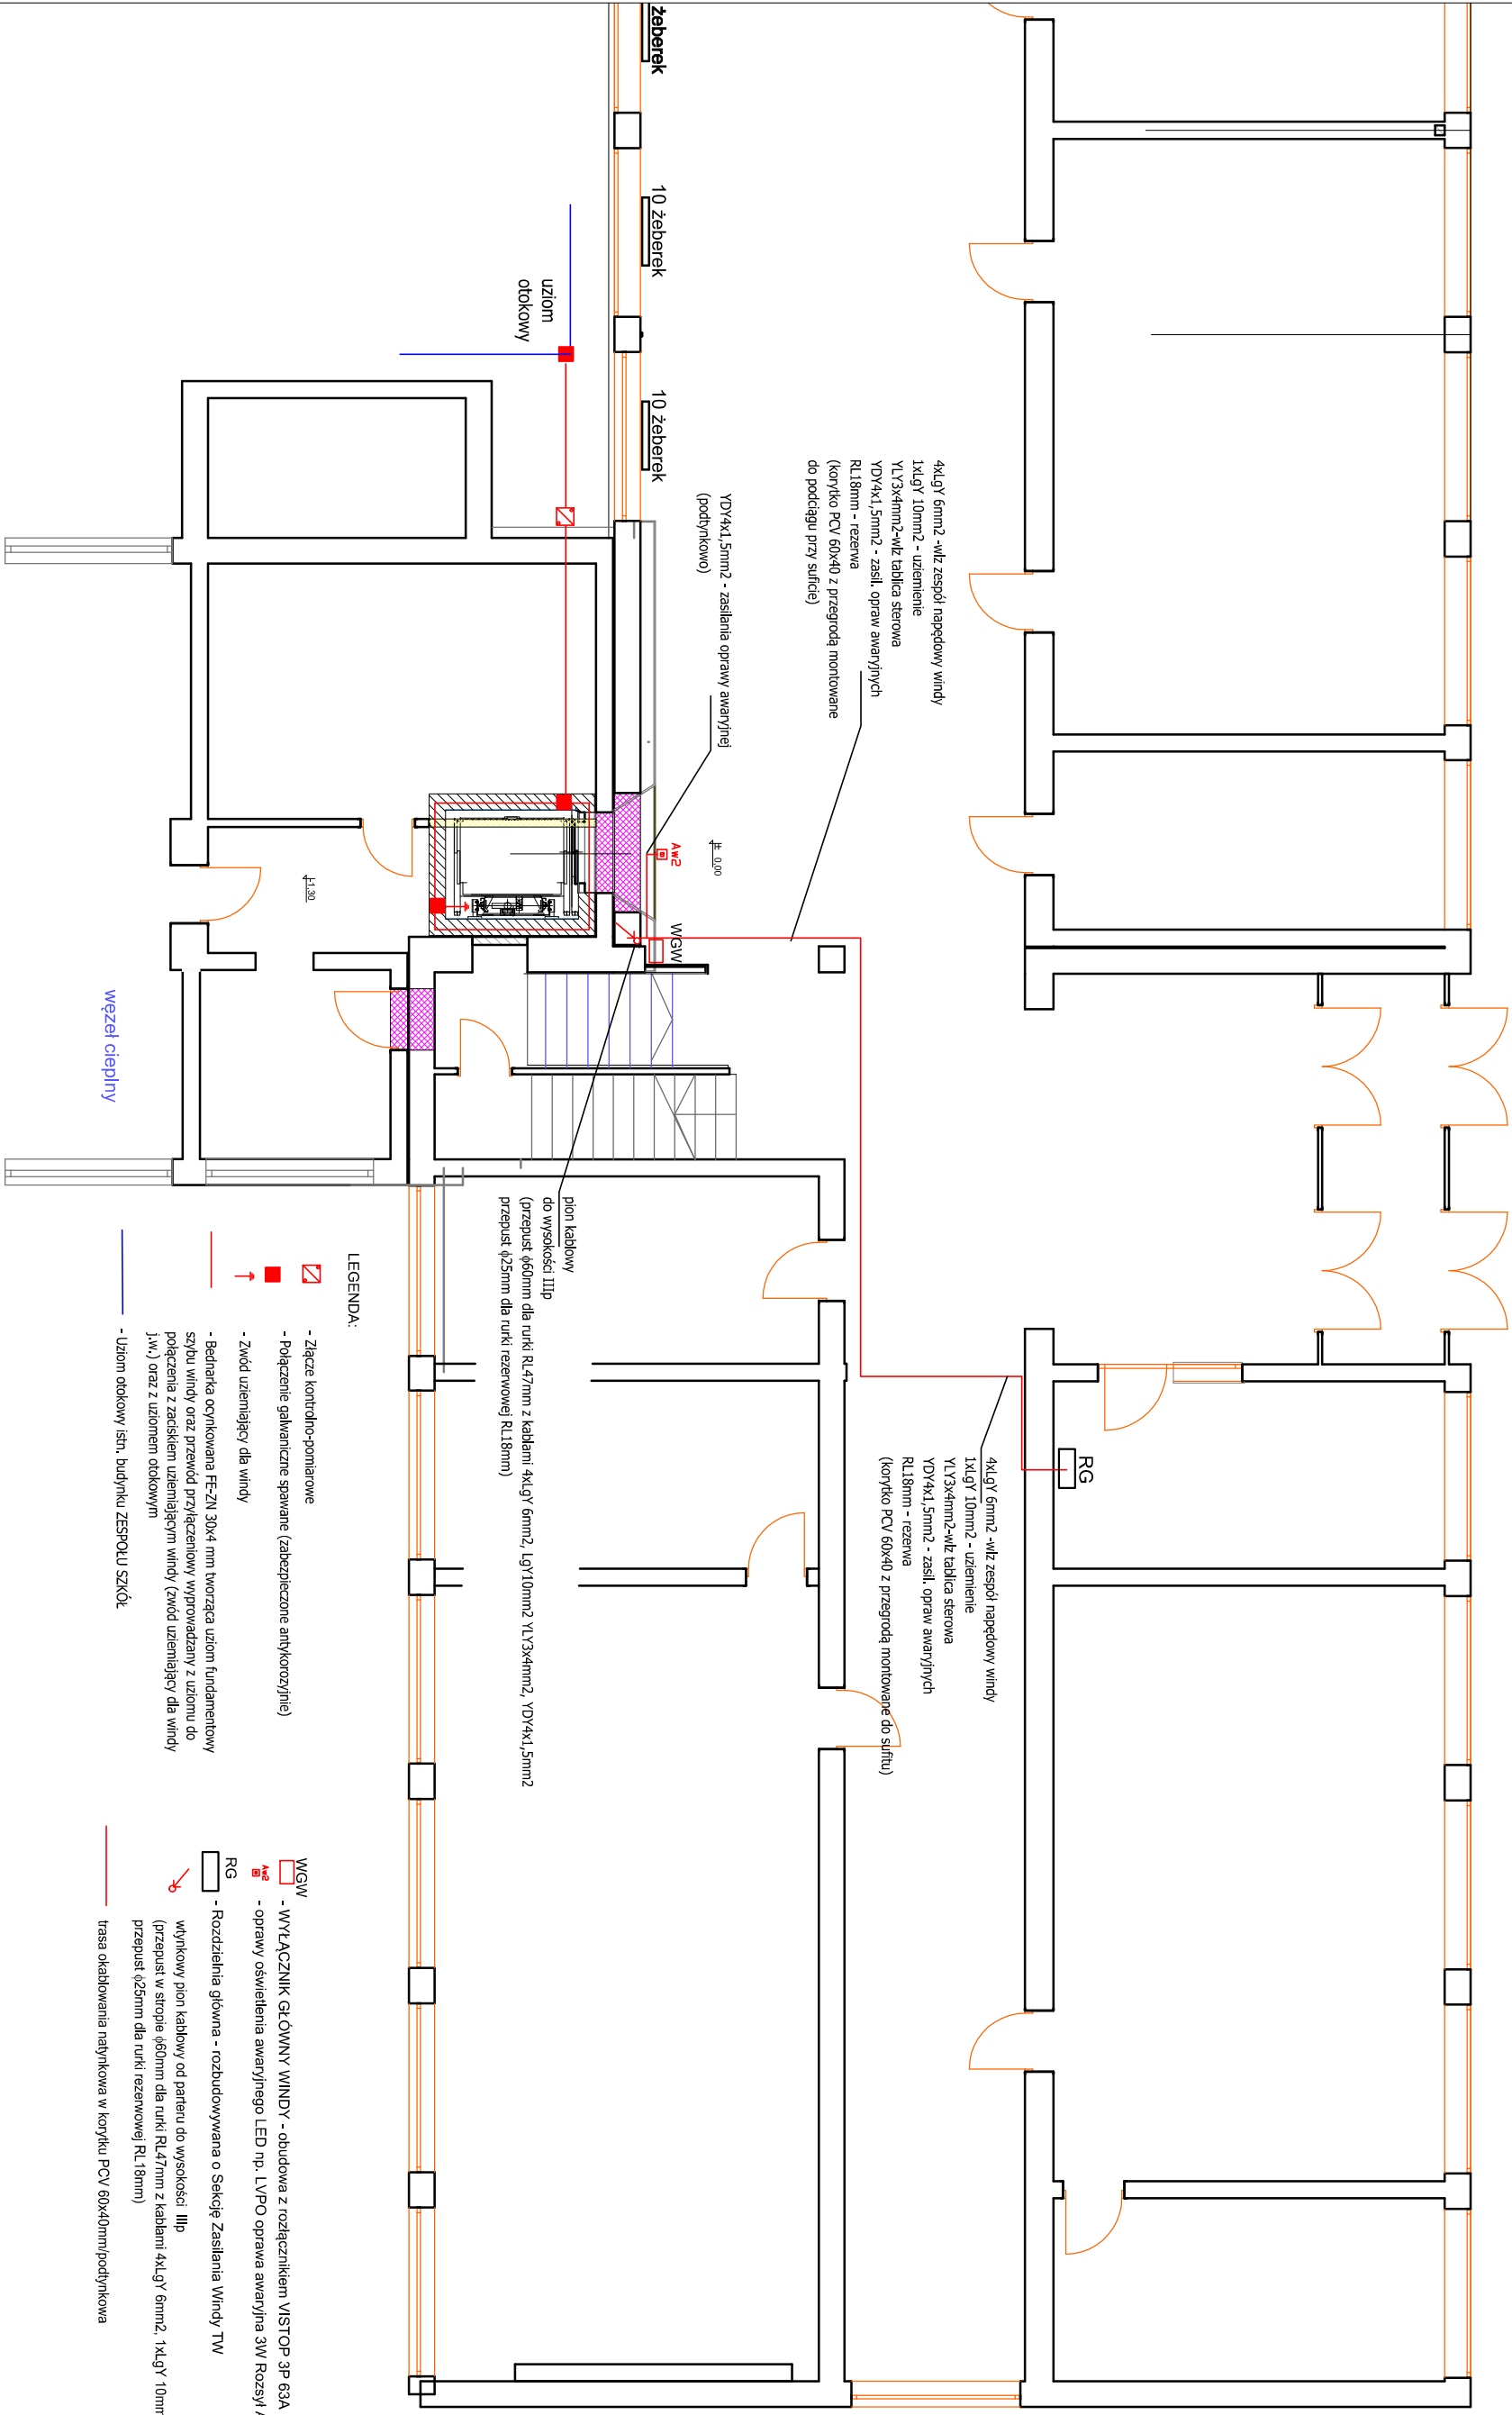 żeberek
10 żeberek
10 żeberek
uziom
otokowy
4xLgY 6mm2 -wlz zespół napędowy windy
1xLgY 10mm2 - uziemienie
YLY3x4mm2-wlz tablica sterowa
YDY4x1,5mm2 - zasil. opraw awaryjnych
RL18mm - rezerwa
(korytko PCV 60x40 z przegrodą montowane
do podciągu przy suficie)
YDY4x1,5mm2 - zasilania oprawy awaryjnej
(podtynkowo)
Aw2
0,00
WGW
-1,30
węzeł cieplny
pion kablowy
do wysokości IIIp
(przepust ϕ60mm dla rurki RL47mm z kablami 4xLgY 6mm2, LgY10mm2 YLY3x4mm2, YDY4x1,5mm2
przepust ϕ25mm dla rurki rezerwowej RL18mm)
RG
4xLgY 6mm2 -wlz zespół napędowy windy
1xLgY 10mm2 - uziemienie
YLY3x4mm2-wlz tablica sterowa
YDY4x1,5mm2 - zasil. opraw awaryjnych
RL18mm - rezerwa
(korytko PCV 60x40 z przegrodą montowane do sufitu)
LEGENDA:
- Złącze kontrolno-pomiarowe
- Połączenie galwaniczne spawane (zabezpieczone antykorozyjnie)
- Zwód uziemiający dla windy
- Bednarka ocynkowana FE-ZN 30x4 mm tworząca uziom fundamentowy
szybu windy oraz przewód przyłączeniowy wyprowadzany z uziomu do
połączenia z zaciskiem uziemiającym windy (zwód uziemiający dla windy
j.w.) oraz z uziomem otokowym
- Uziom otokowy istn. budynku ZESPOŁU SZKÓŁ
WGW
- WYŁĄCZNIK GŁÓWNY WINDY - obudowa z rozłącznikiem VISTOP 3P 63A
Aw2
- oprawy oświetlenia awaryjnego LED np. LVPO oprawa awaryjna 3W Rozsył
RG
- Rozdzielnia główna - rozbudowywana o Sekcję Zasilania Windy TW
wtynkowy pion kablowy od parteru do wysokości IIIp
(przepust w stropie ϕ60mm dla rurki RL47mm z kablami 4xLgY 6mm2, 1xLgY 10mm
przepust ϕ25mm dla rurki rezerwowej RL18mm)
trasa okablowania natynkowa w korytku PCV 60x40mm/podtynkowa